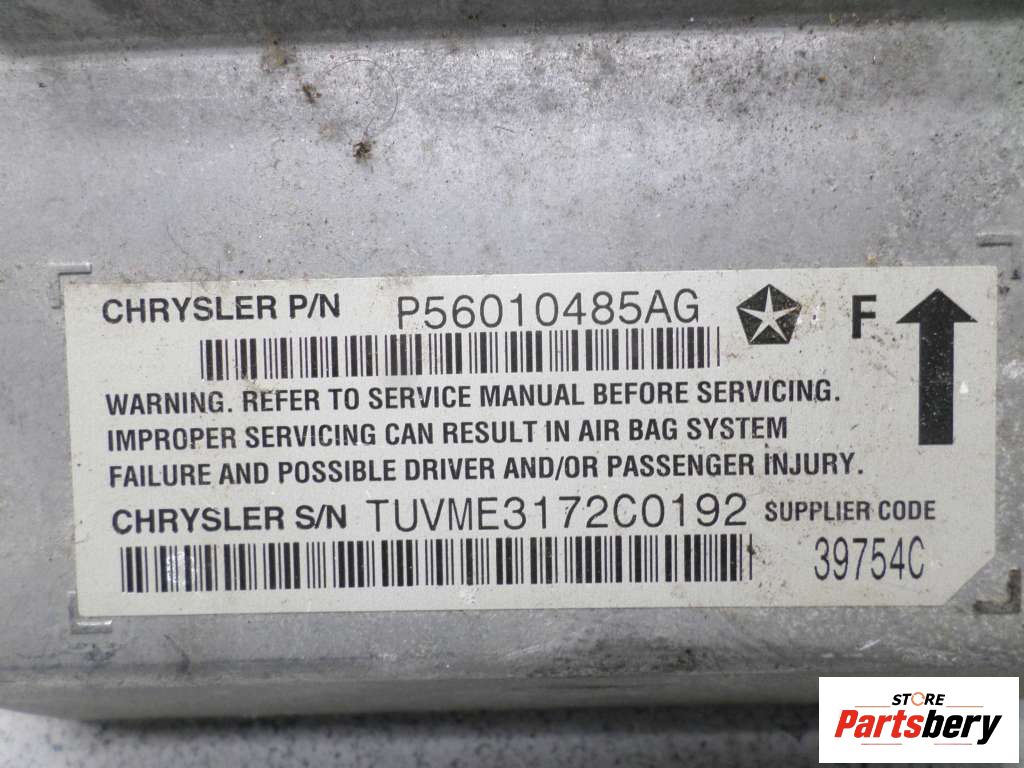 CHRYSLER P/N P56010485AG F
WARNING. REFER TO SERVICE MANUAL BEFORE SERVICING.
IMPROPER SERVICING CAN RESULT IN AIR BAG SYSTEM
FAILURE AND POSSIBLE DRIVER AND/OR PASSENGER INJURY.
CHRYSLER S/N TUVME3172C0192 SUPPLIER CODE
39754C
STORE
Partsbery